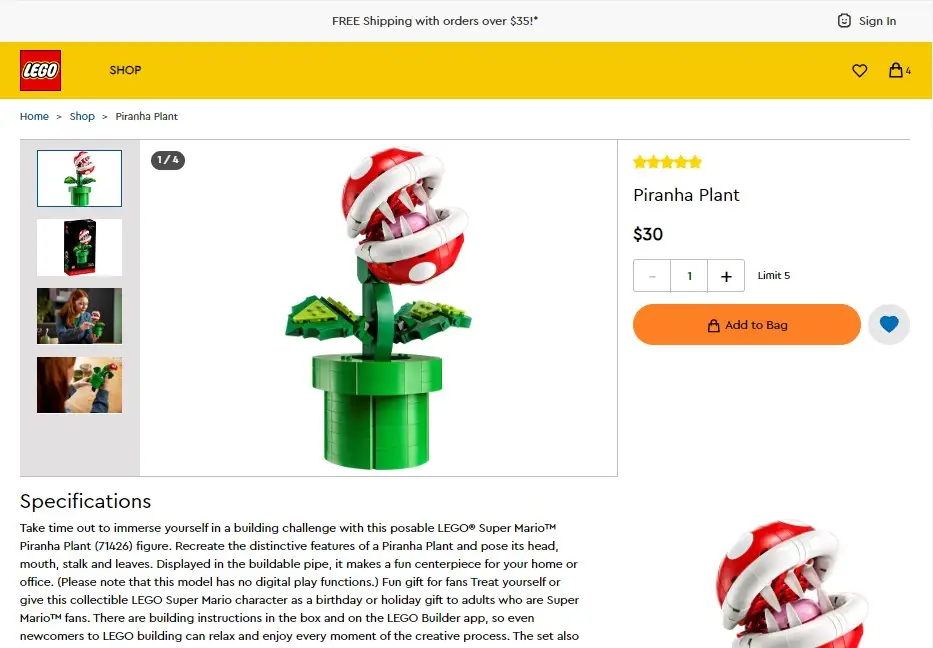 FREE Shipping with orders over $35!*
Sign In
LEGO
SHOP
4
Home > Shop > Piranha Plant
1 / 4
Piranha Plant
$30
- 1 + Limit 5
Add to Bag
Specifications
Take time out to immerse yourself in a building challenge with this posable LEGO® Super Mario™
Piranha Plant (71426) figure. Recreate the distinctive features of a Piranha Plant and pose its head,
mouth, stalk and leaves. Displayed in the buildable pipe, it makes a fun centerpiece for your home or
office. (Please note that this model has no digital play functions.) Fun gift for fans Treat yourself or
give this collectible LEGO Super Mario character as a birthday or holiday gift to adults who are Super
Mario™ fans. There are building instructions in the box and on the LEGO Builder app, so even
newcomers to LEGO building can relax and enjoy every moment of the creative process. The set also